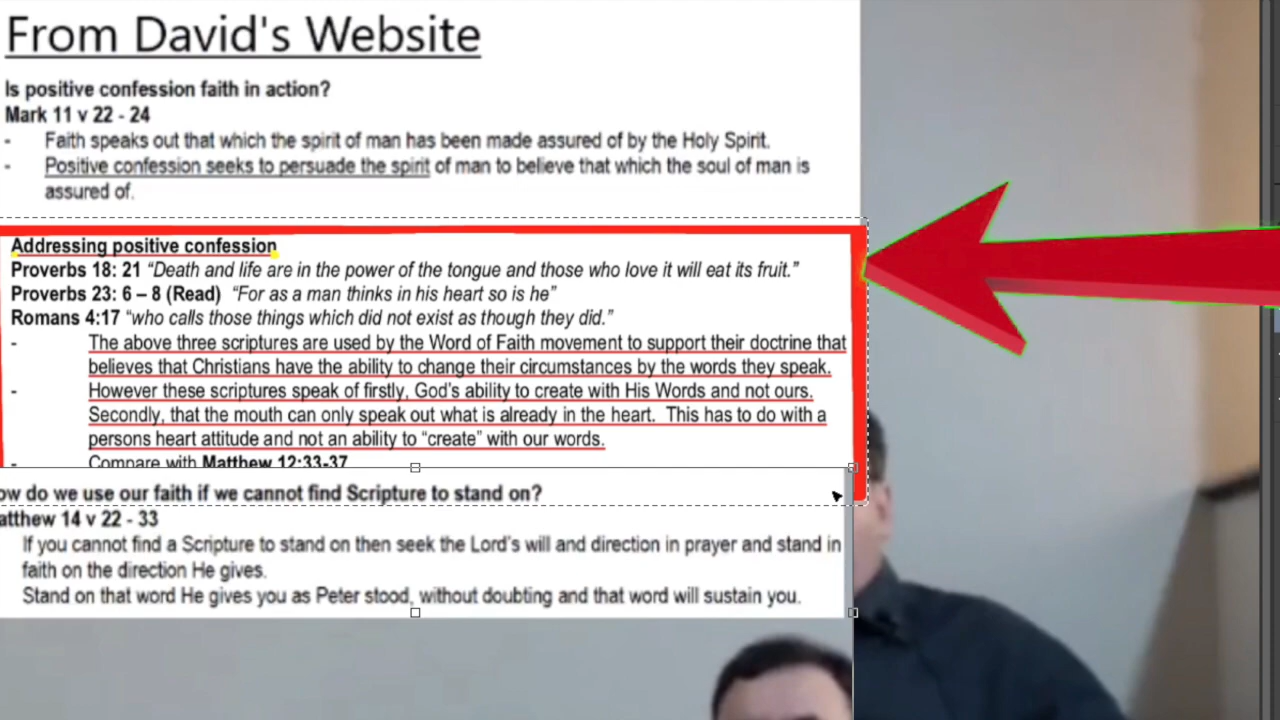 From David's Website
Is positive confession faith in action?
Mark 11 v 22 - 24
- Faith speaks out that which the spirit of man has been made assured of by the Holy Spirit.
- Positive confession seeks to persuade the spirit of man to believe that which the soul of man is
assured of.
Addressing positive confession
Proverbs 18: 21 “Death and life are in the power of the tongue and those who love it will eat its fruit.”
Proverbs 23: 6 – 8 (Read) “For as a man thinks in his heart so is he”
Romans 4:17 “who calls those things which did not exist as though they did.”
- The above three scriptures are used by the Word of Faith movement to support their doctrine that
believes that Christians have the ability to change their circumstances by the words they speak.
- However these scriptures speak of firstly, God's ability to create with His Words and not ours.
Secondly, that the mouth can only speak out what is already in the heart. This has to do with a
persons heart attitude and not an ability to “create” with our words.
- Compare with Matthew 12:33-37
ow do we use our faith if we cannot find Scripture to stand on?
atthew 14 v 22 - 33
If you cannot find a Scripture to stand on then seek the Lord's will and direction in prayer and stand in
faith on the direction He gives.
Stand on that word He gives you as Peter stood, without doubting and that word will sustain you.